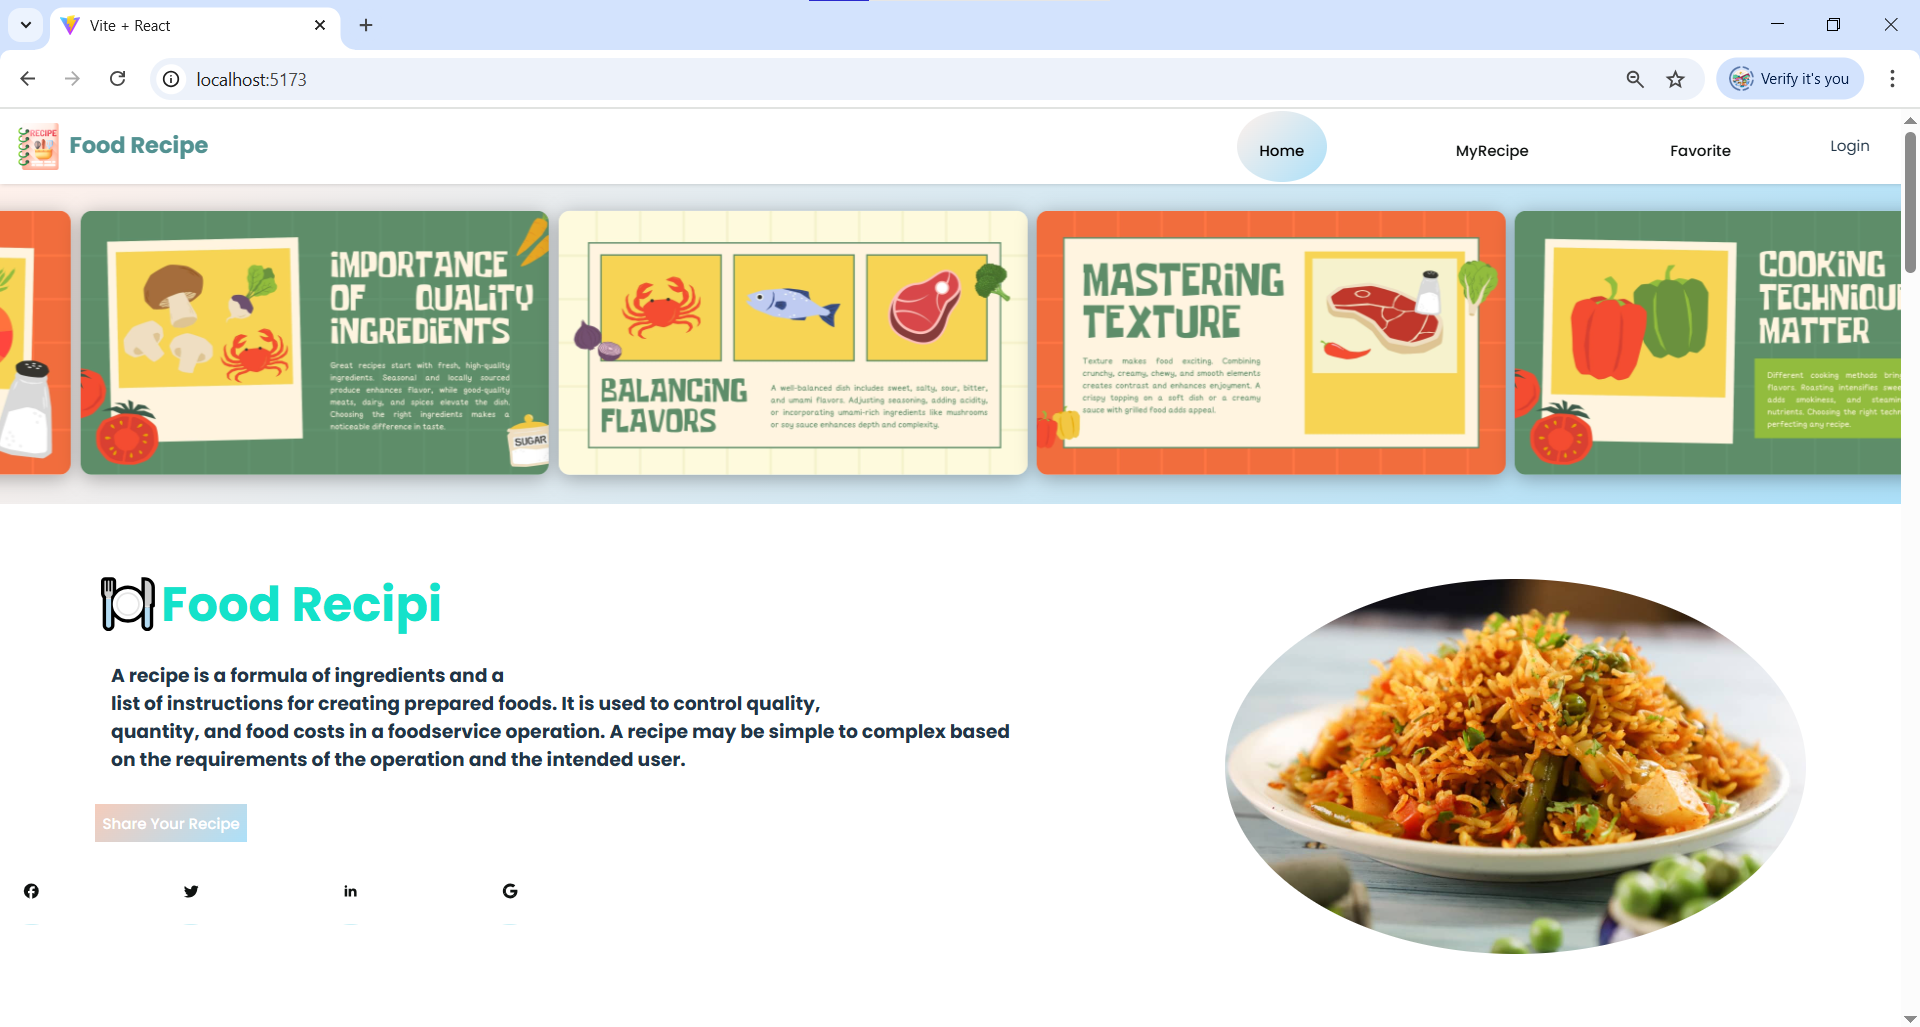 Vite + React
localhost:5173
Verify it's you
RECIPE
Food Recipe
Home
MyRecipe
Favorite
Login
IMPORTANCE
OF QUALITY
INGREDIENTS
Great recipes start with fresh, high-quality
ingredients. Seasonal and locally sourced
produce enhances flavor, while good-quality
meats, dairy, and spices elevate the dish.
Choosing the right ingredients makes a
noticeable difference in taste.
SUGAR
BALANCING
FLAVORS
A well-balanced dish includes sweet, salty, sour, bitter,
and umami flavors. Adjusting seasoning, adding acidity,
or incorporating umami-rich ingredients like mushrooms
or soy sauce enhances depth and complexity.
MASTERING
TEXTURE
Texture makes food exciting. Combining
crunchy, creamy, chewy, and smooth elements
creates contrast and enhances enjoyment. A
crispy topping on a soft dish or a creamy
sauce with grilled food adds appeal.
COOKING
TECHNIQU
MATTER
Different cooking methods bring
flavors. Roasting intensifies swee
adds smokiness, and steamin
nutrients. Choosing the right techn
perfecting any recipe.
Food Recipi
A recipe is a formula of ingredients and a
list of instructions for creating prepared foods. It is used to control quality,
quantity, and food costs in a foodservice operation. A recipe may be simple to complex based
on the requirements of the operation and the intended user.
Share Your Recipe